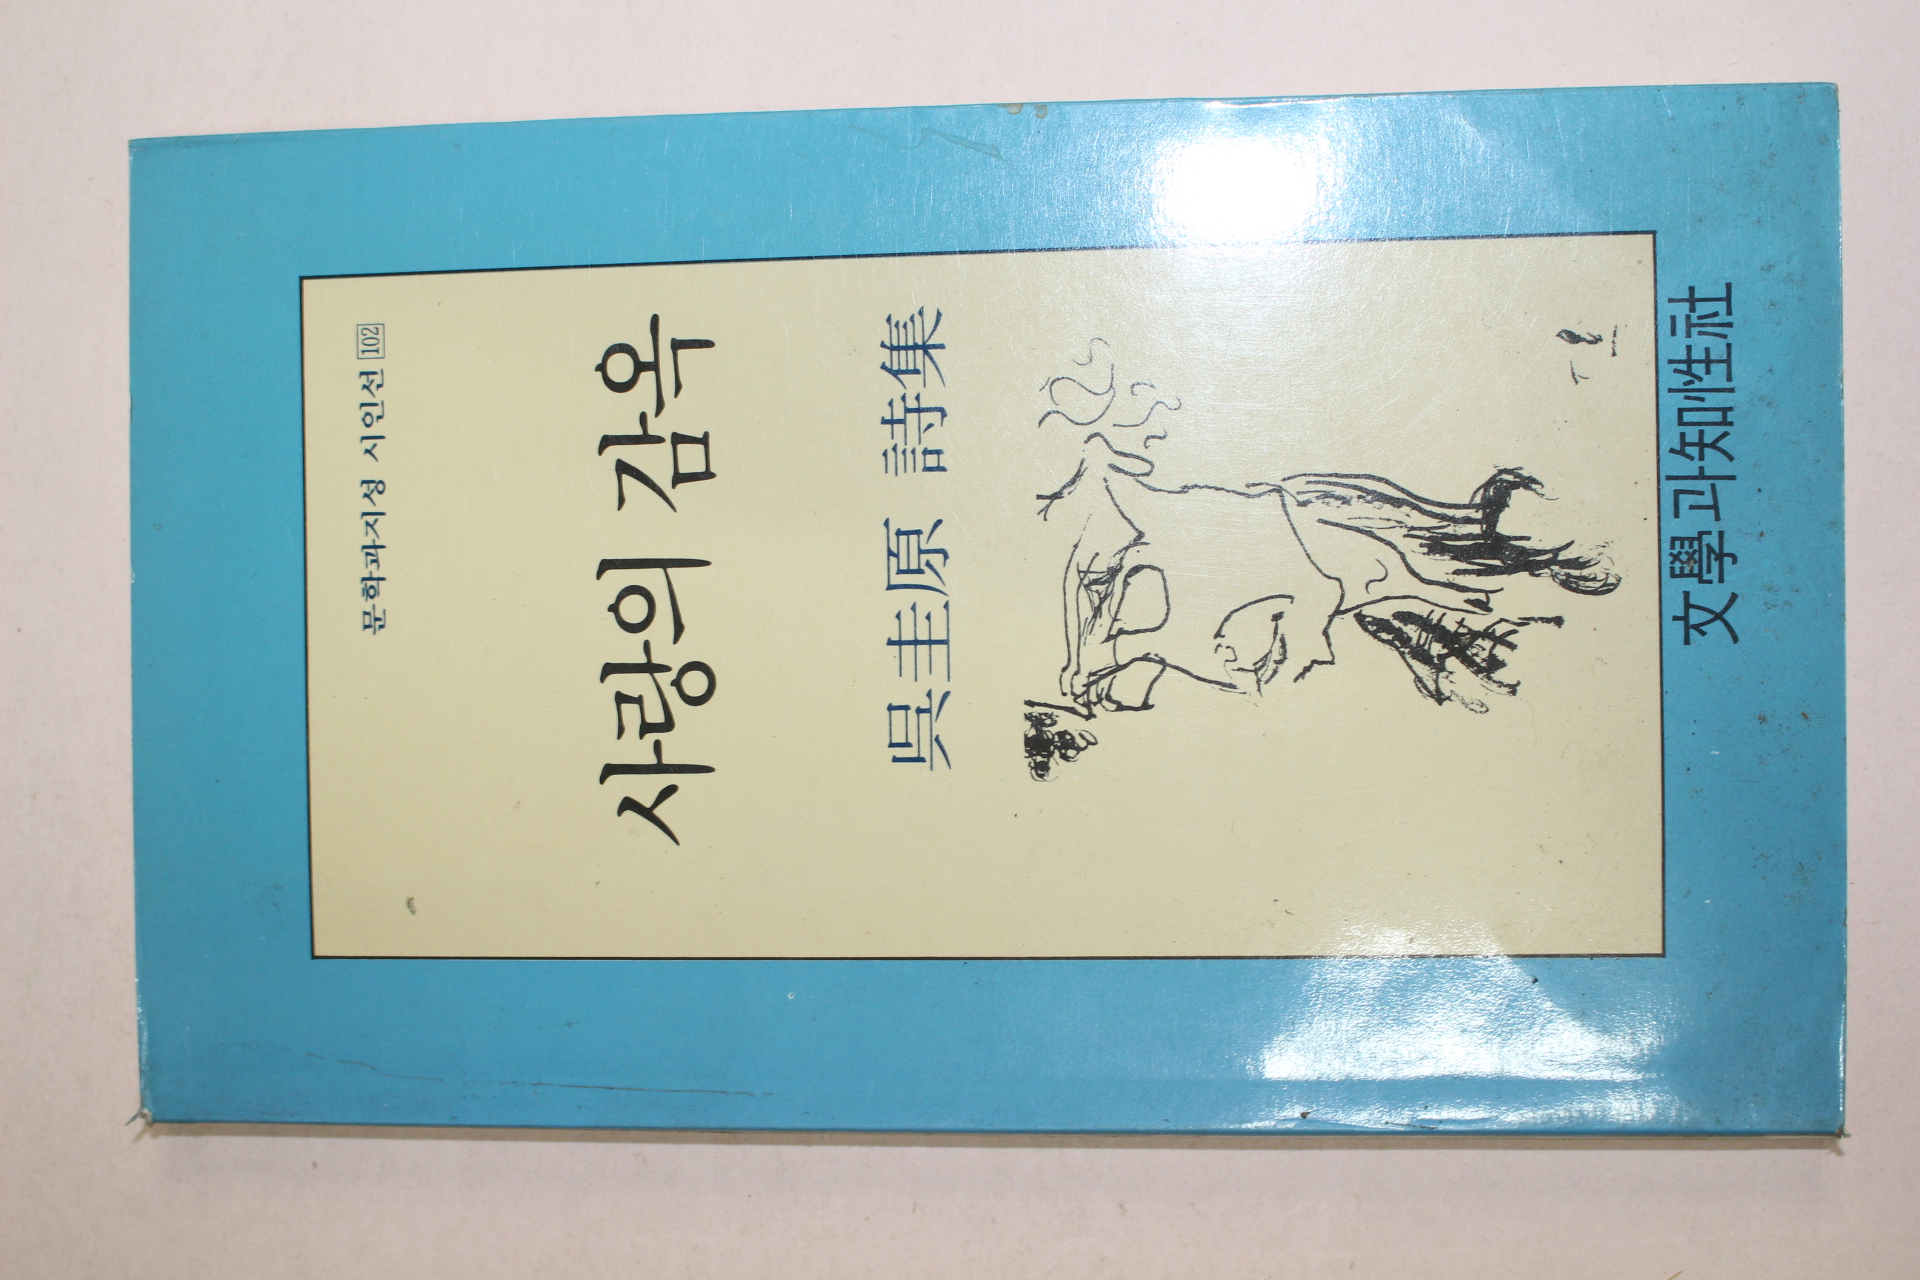 문학과지성 시인선 102
사랑의 감옥
呉圭原 詩集
文學과知性社